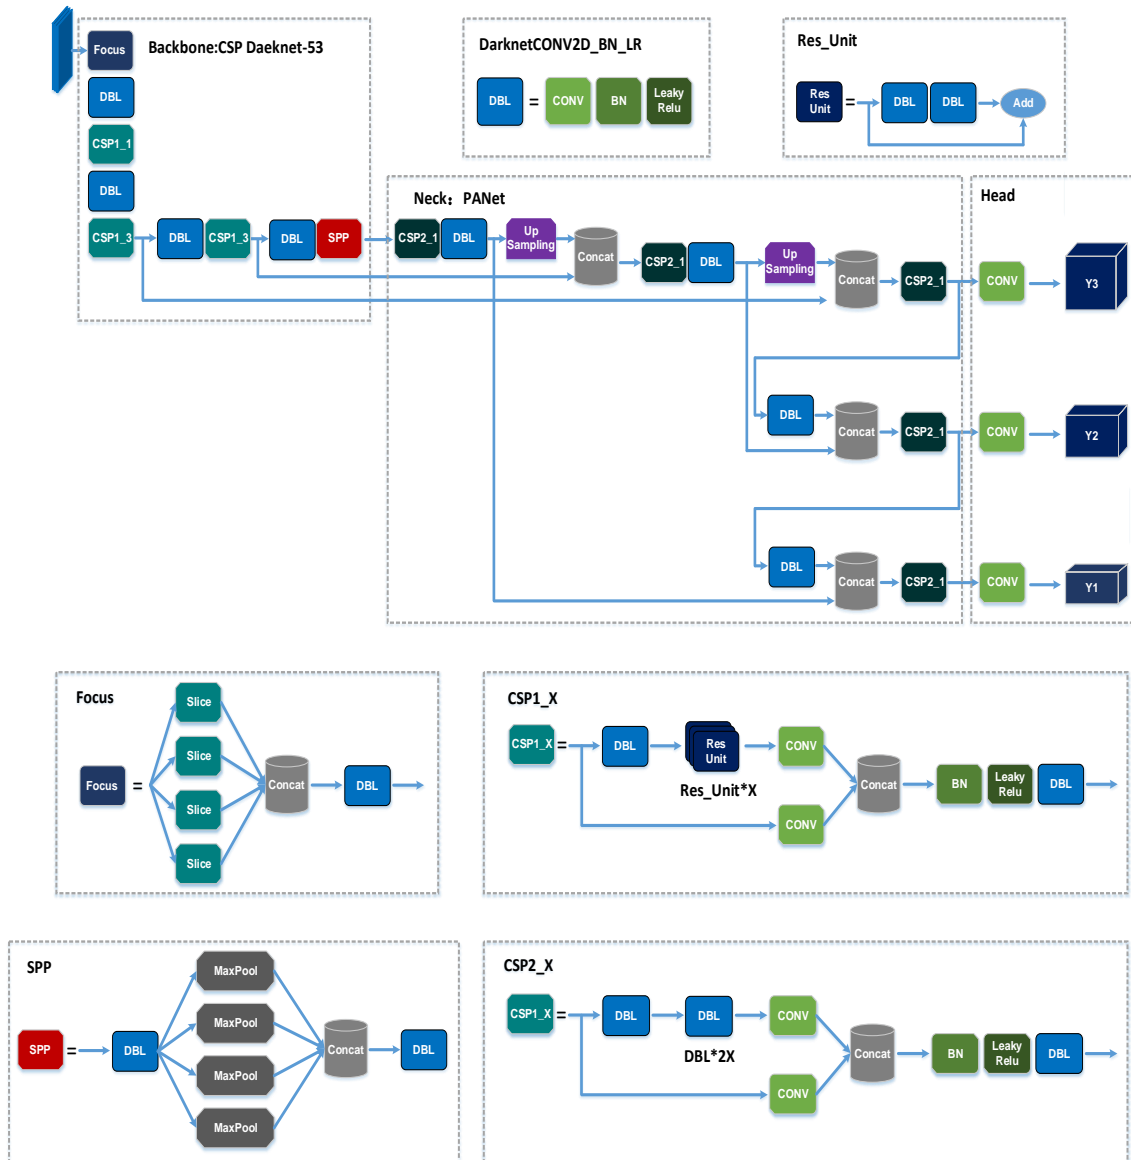 Backbone:CSP Daeknet-53
Focus
DBL
CSP1_1
DBL
CSP1_3
DBL
CSP1_3
DBL
SPP
DarknetCONV2D_BN_LR
DBL
=
CONV
BN
Leaky
Relu
Res_Unit
Res
Unit
=
DBL
DBL
Add
Neck: PANet
CSP2_1
DBL
Up
Sampling
Concat
CSP2_1
DBL
Up
Sampling
Concat
CSP2_1
DBL
Concat
CSP2_1
DBL
Concat
CSP2_1
Head
CONV
Y3
CONV
Y2
CONV
Y1
Focus
Focus
=
Slice
Slice
Slice
Slice
Concat
DBL
CSP1_X
CSP1_X
=
DBL
Res
Unit
Res_Unit*X
CONV
CONV
Concat
BN
Leaky
Relu
DBL
SPP
SPP
=
DBL
MaxPool
MaxPool
MaxPool
MaxPool
Concat
DBL
CSP2_X
CSP1_X
=
DBL
DBL
DBL*2X
CONV
CONV
Concat
BN
Leaky
Relu
DBL